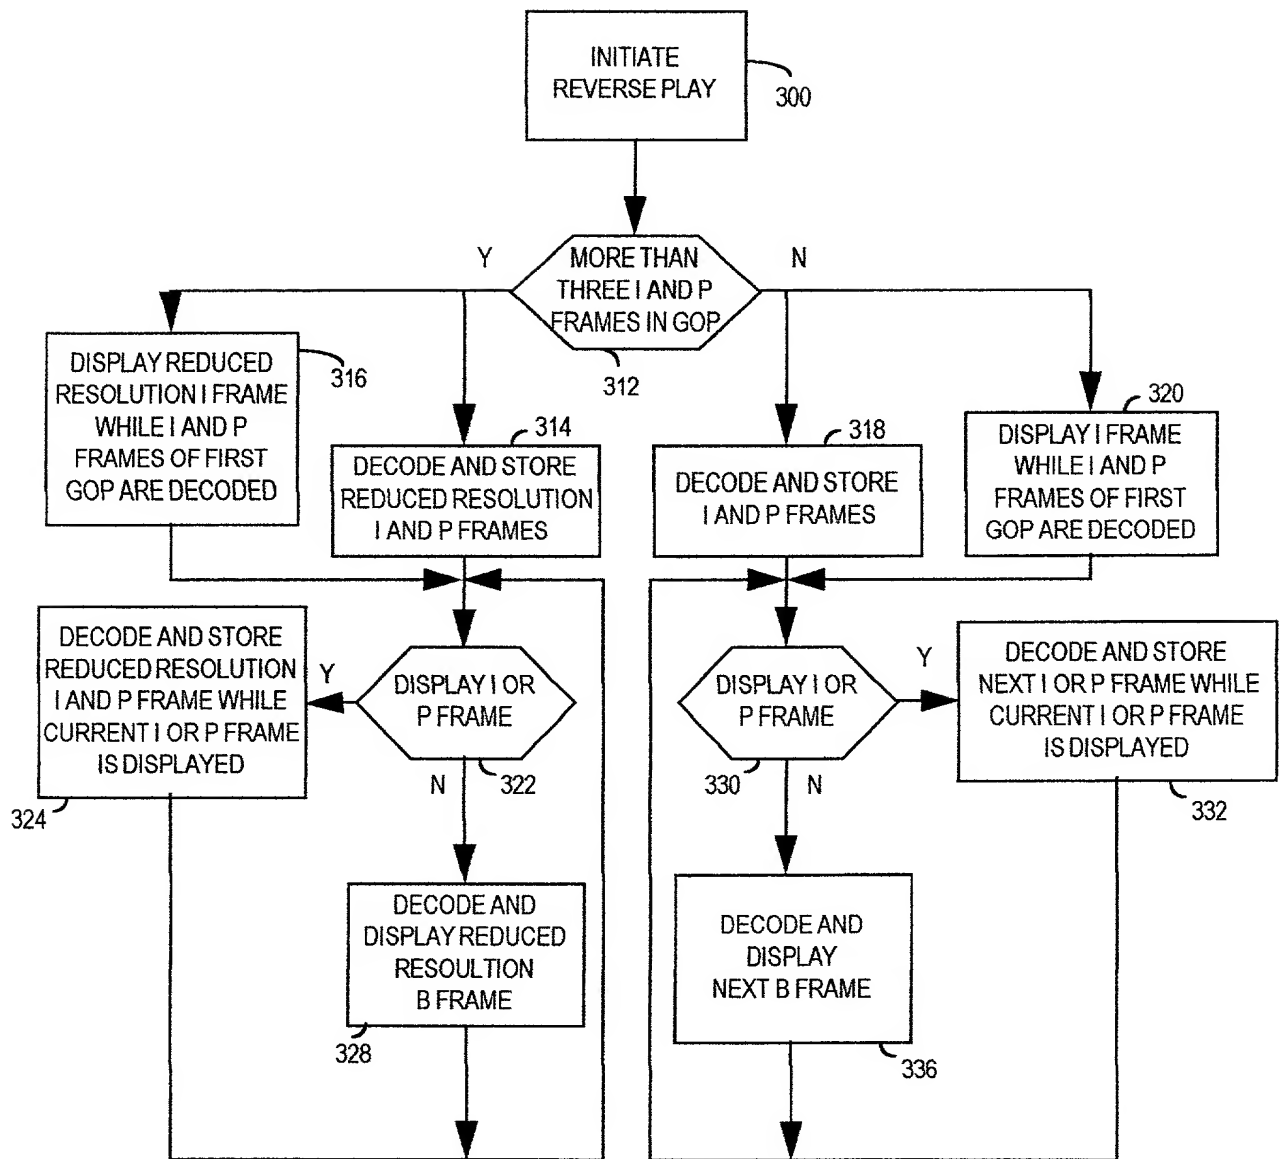 INITIATE
REVERSE PLAY
300
MORE THAN
THREE I AND P
FRAMES IN GOP
Y
N
312
DISPLAY REDUCED
RESOLUTION I FRAME
WHILE I AND P
FRAMES OF FIRST
GOP ARE DECODED
316
314
DECODE AND STORE
REDUCED RESOLUTION
I AND P FRAMES
318
DECODE AND STORE
I AND P FRAMES
320
DISPLAY I FRAME
WHILE I AND P
FRAMES OF FIRST
GOP ARE DECODED
DECODE AND STORE
REDUCED RESOLUTION
I AND P FRAME WHILE
CURRENT I OR P FRAME
IS DISPLAYED
324
Y
DISPLAY I OR
P FRAME
322
N
DISPLAY I OR
P FRAME
330
N
Y
DECODE AND STORE
NEXT I OR P FRAME WHILE
CURRENT I OR P FRAME
IS DISPLAYED
332
DECODE AND
DISPLAY REDUCED
RESOULTION
B FRAME
328
DECODE AND
DISPLAY
NEXT B FRAME
336